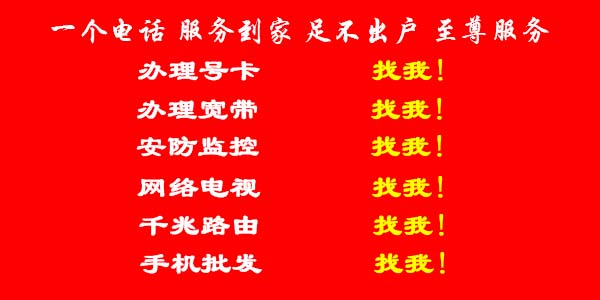 一个电话 服务到家 足不出户 至尊服务
办理号卡 找我！
办理宽带 找我！
安防监控 找我！
网络电视 找我！
千兆路由 找我！
手机批发 找我！